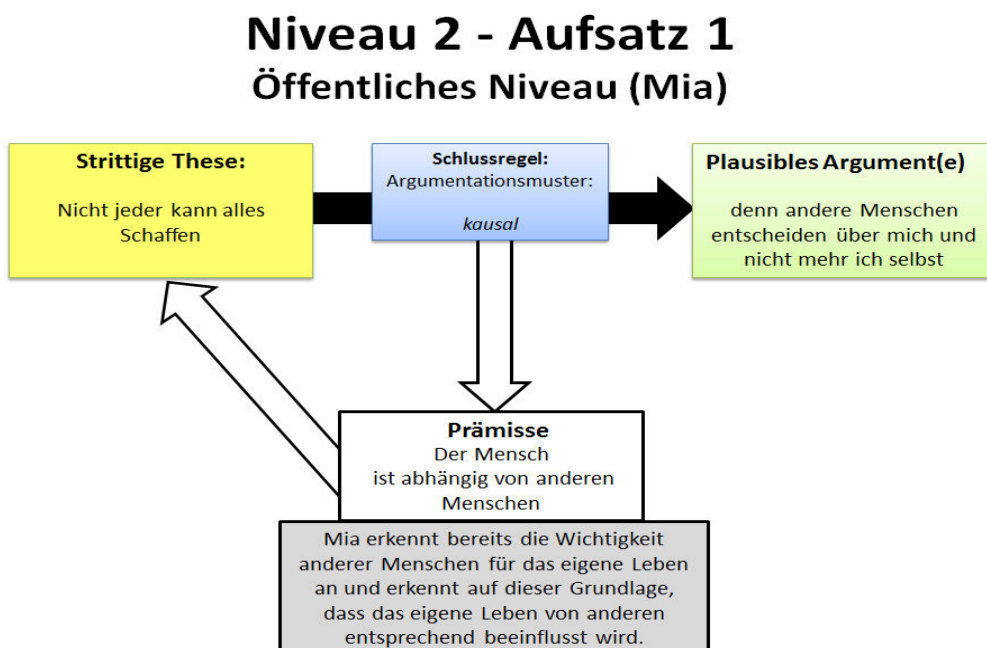 Niveau 2 - Aufsatz 1
Öffentliches Niveau (Mia)
Strittige These:
Nicht jeder kann alles
Schaffen
Schlussregel:
Argumentationsmuster:
kausal
Plausibles Argument(e)
denn andere Menschen
entscheiden über mich und
nicht mehr ich selbst
Prämisse
Der Mensch
ist abhängig von anderen
Menschen
Mia erkennt bereits die Wichtigkeit
anderer Menschen für das eigene Leben
an und erkennt auf dieser Grundlage,
dass das eigene Leben von anderen
entsprechend beeinflusst wird.